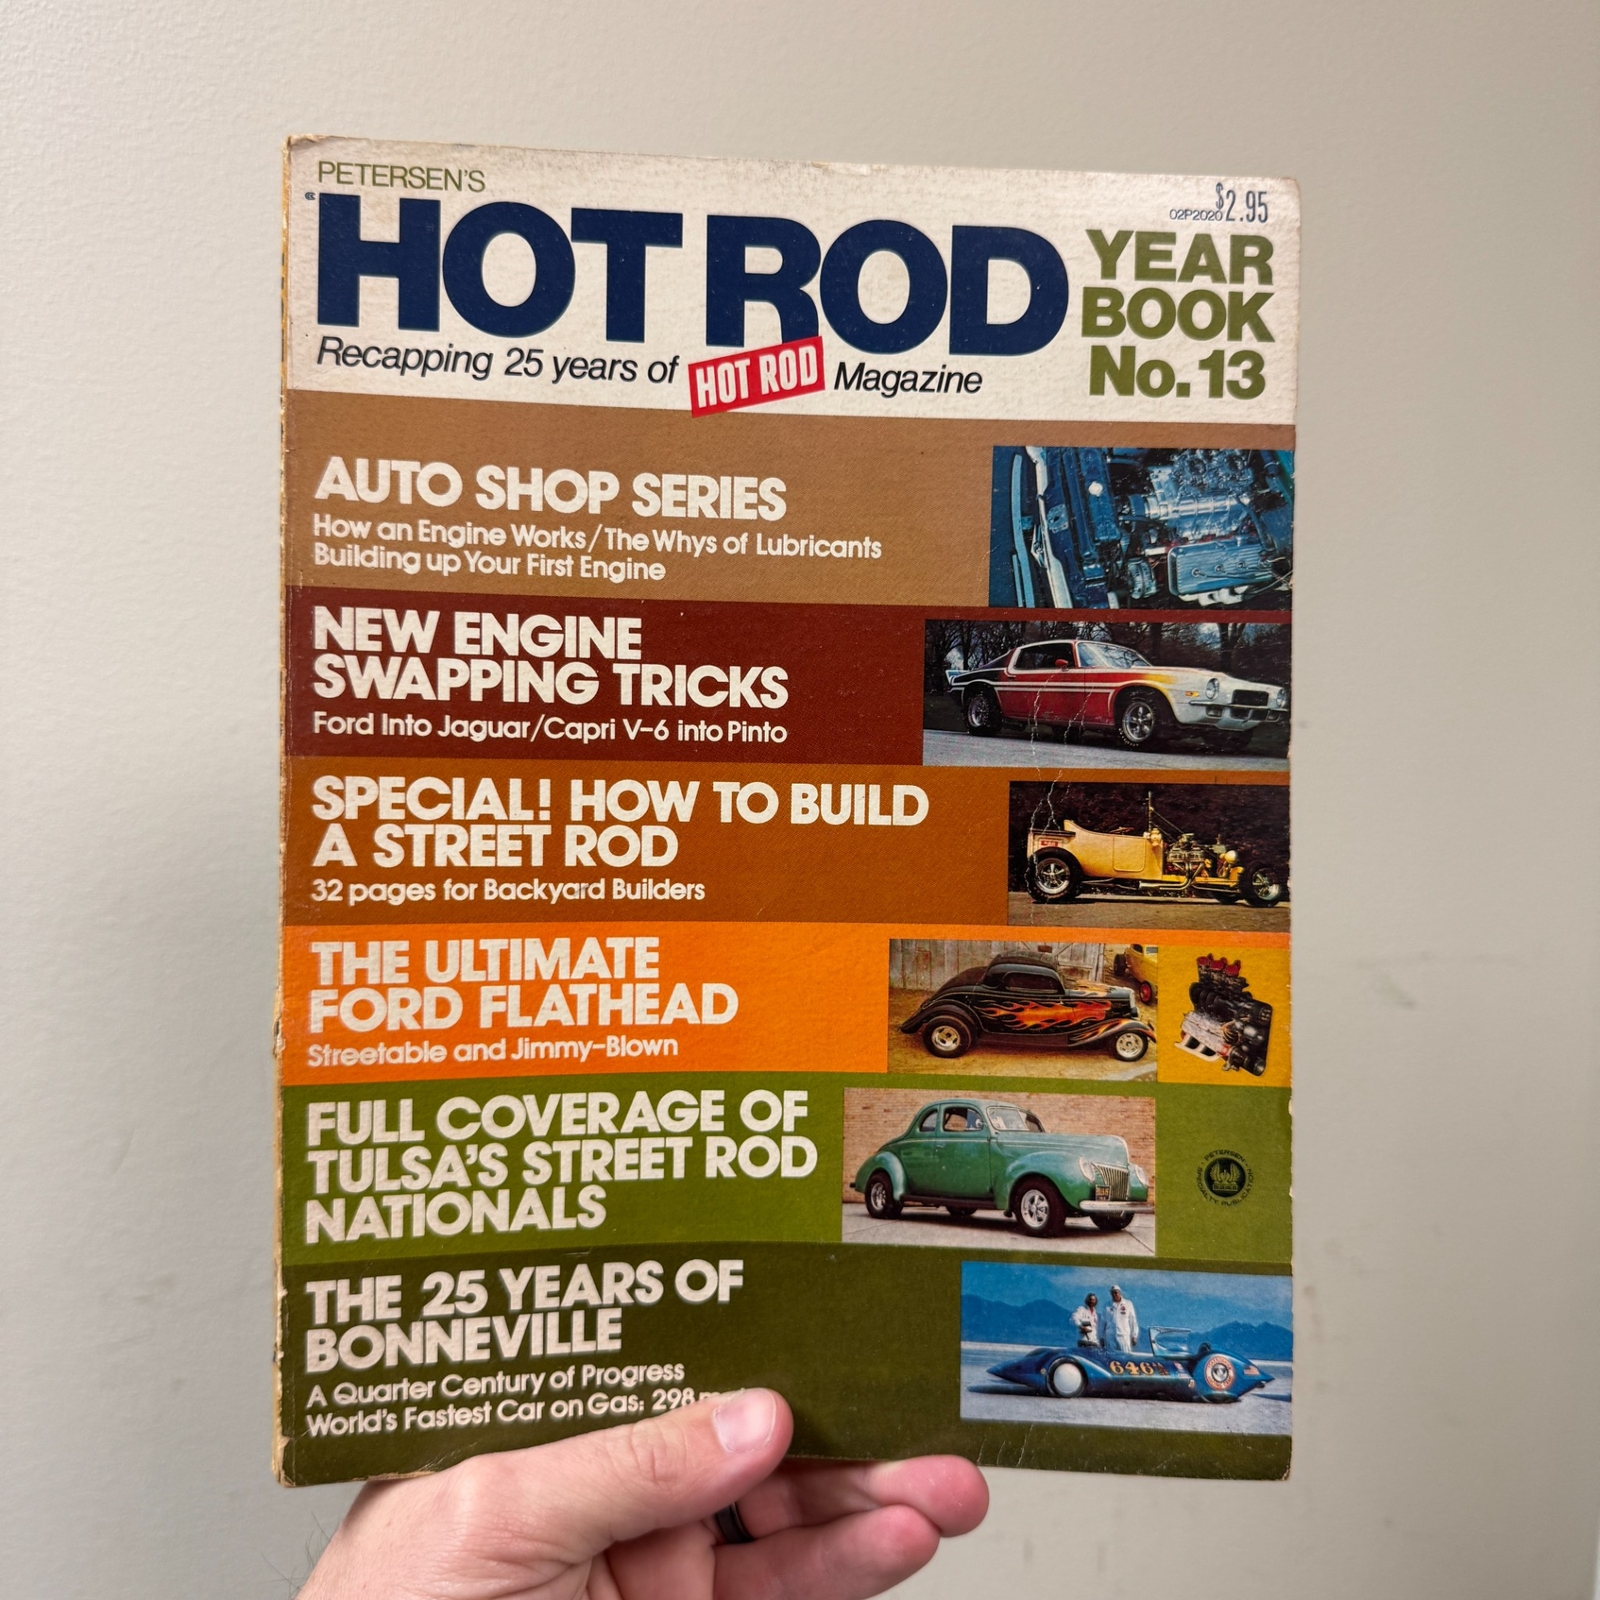 PETERSEN'S
HOT ROD
$2.95
02P2020
YEAR
BOOK
No. 13
Recapping 25 years of HOT ROD Magazine
AUTO SHOP SERIES
How an Engine Works/The Whys of Lubricants
Building up Your First Engine
NEW ENGINE
SWAPPING TRICKS
Ford Into Jaguar/Capri V-6 into Pinto
SPECIAL! HOW TO BUILD
A STREET ROD
32 pages for Backyard Builders
THE ULTIMATE
FORD FLATHEAD
Streetable and Jimmy-Blown
FULL COVERAGE OF
TULSA'S STREET ROD
NATIONALS
PETERSEN
SPECIALTY PUBLICATION
THE 25 YEARS OF
BONNEVILLE
A Quarter Century of Progress
World's Fastest Car on Gas: 298
646